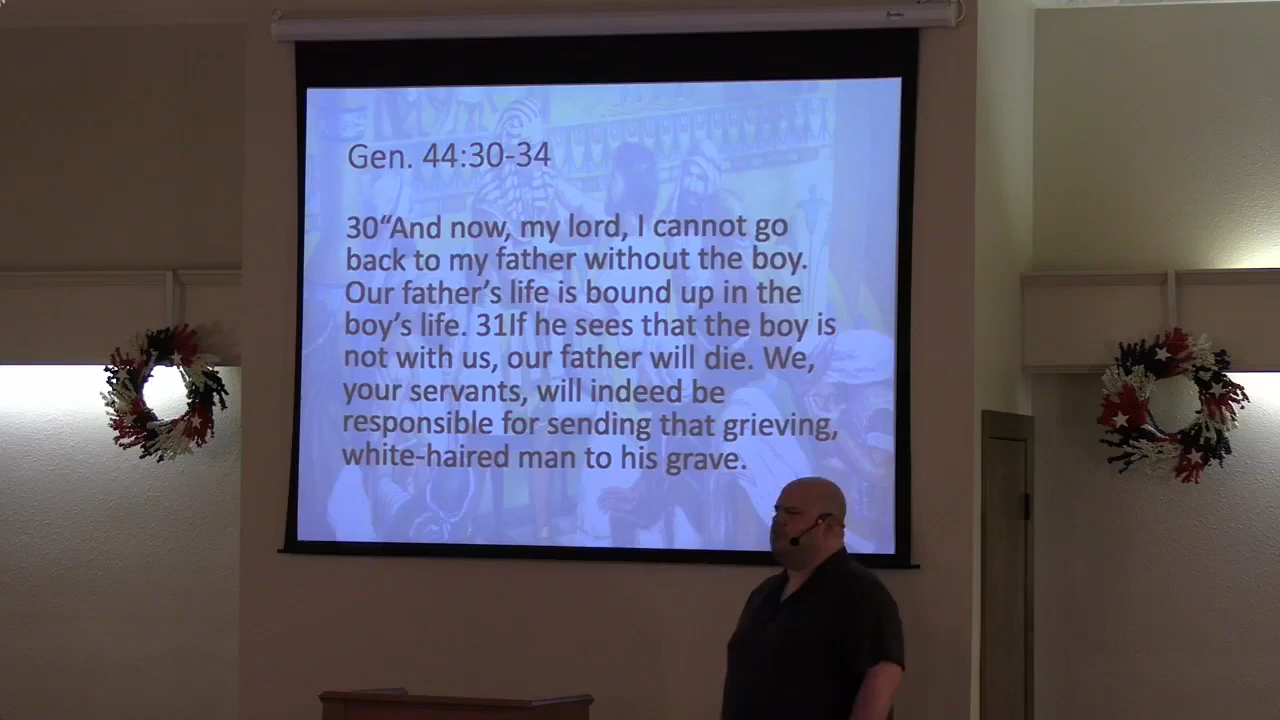 Gen. 44:30-34
30“And now, my lord, I cannot go
back to my father without the boy.
Our father’s life is bound up in the
boy’s life. 31If he sees that the boy is
not with us, our father will die. We,
your servants, will indeed be
responsible for sending that grieving,
white-haired man to his grave.